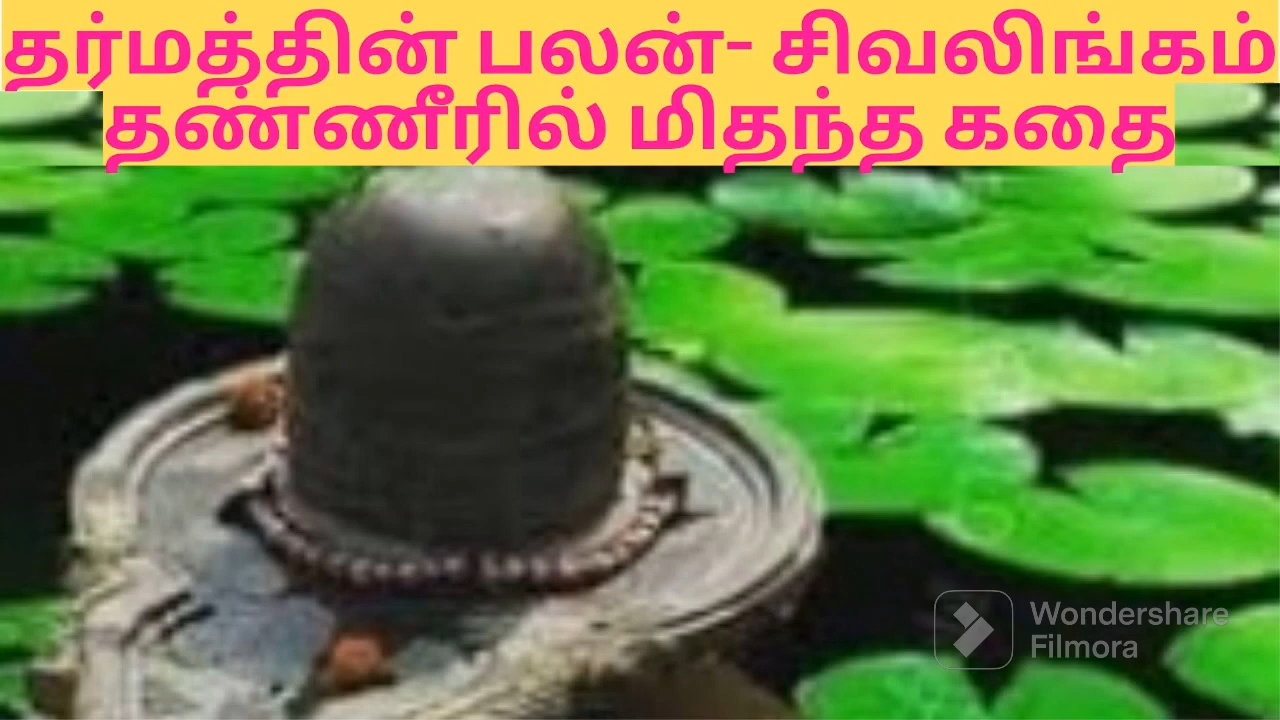 தர்மத்தின் பலன்- சிவலிங்கம்
தண்ணீரில் மிதந்த கதை
Wondershare
Filmora